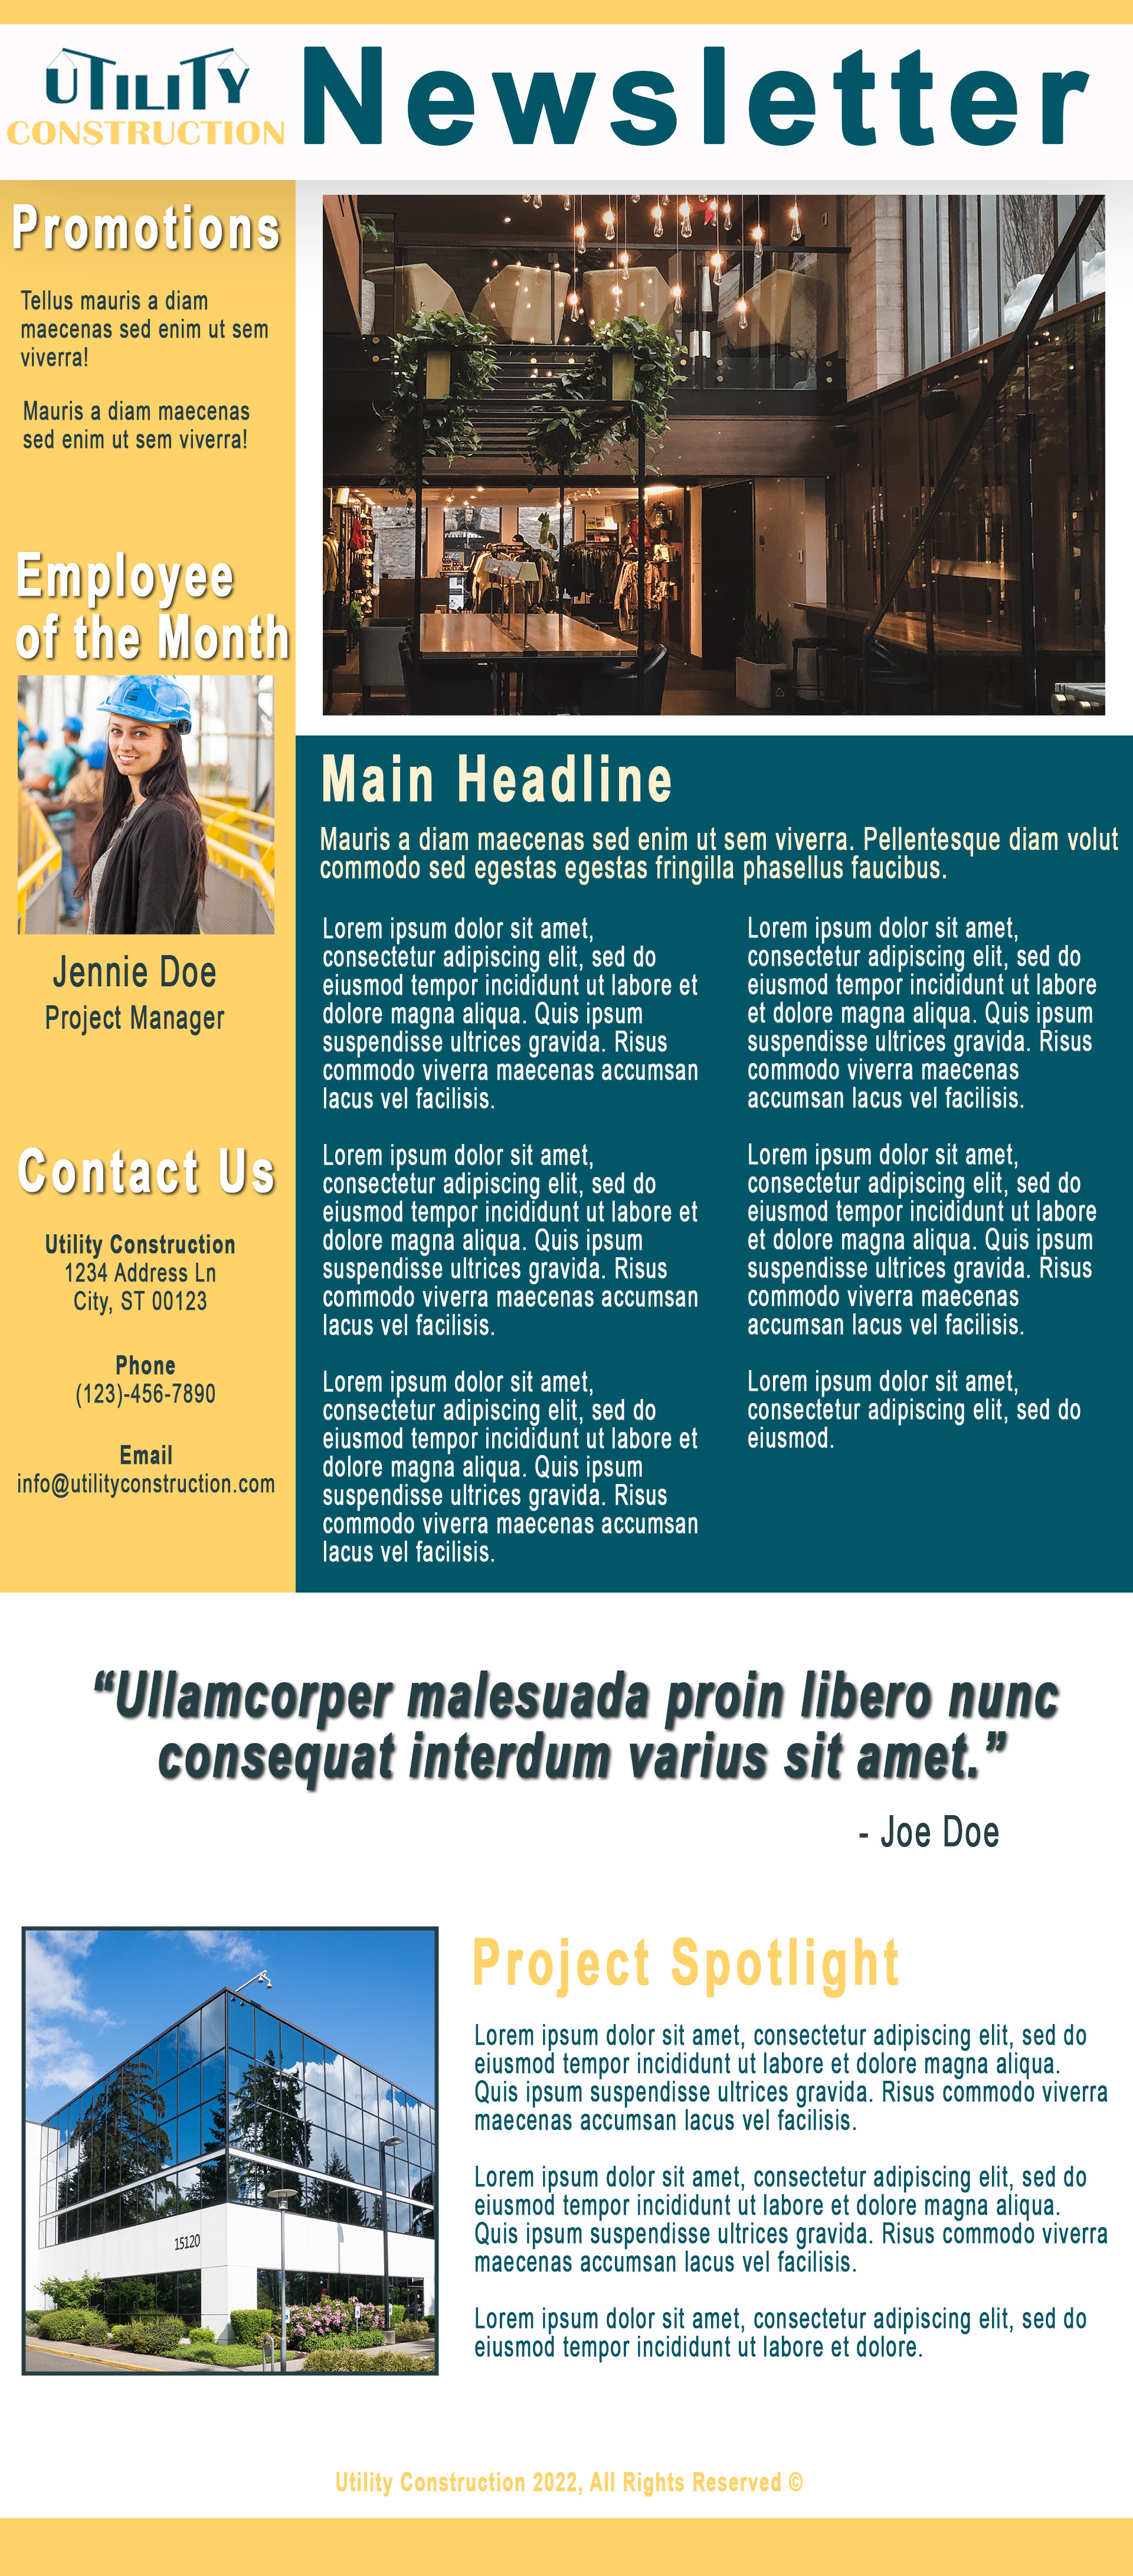 UTILITY
CONSTRUCTION
Newsletter
Promotions
Tellus mauris a diam
maecenas sed enim ut sem
viverra!
Mauris a diam maecenas
sed enim ut sem viverra!
Employee
of the Month
Jennie Doe
Project Manager
Contact Us
Utility Construction
1234 Address Ln
City, ST 00123
Phone
(123)-456-7890
Email
info@utilityconstruction.com
Main Headline
Mauris a diam maecenas sed enim ut sem viverra. Pellentesque diam volut
commodo sed egestas egestas fringilla phasellus faucibus.
Lorem ipsum dolor sit amet,
consectetur adipiscing elit, sed do
eiusmod tempor incididunt ut labore et
dolore magna aliqua. Quis ipsum
suspendisse ultrices gravida. Risus
commodo viverra maecenas accumsan
lacus vel facilisis.
Lorem ipsum dolor sit amet,
consectetur adipiscing elit, sed do
eiusmod tempor incididunt ut labore et
dolore magna aliqua. Quis ipsum
suspendisse ultrices gravida. Risus
commodo viverra maecenas accumsan
lacus vel facilisis.
Lorem ipsum dolor sit amet,
consectetur adipiscing elit, sed do
eiusmod tempor incididunt ut labore et
dolore magna aliqua. Quis ipsum
suspendisse ultrices gravida. Risus
commodo viverra maecenas accumsan
lacus vel facilisis.
Lorem ipsum dolor sit amet,
consectetur adipiscing elit, sed do
eiusmod tempor incididunt ut labore
et dolore magna aliqua. Quis ipsum
suspendisse ultrices gravida. Risus
commodo viverra maecenas
accumsan lacus vel facilisis.
Lorem ipsum dolor sit amet,
consectetur adipiscing elit, sed do
eiusmod tempor incididunt ut labore
et dolore magna aliqua. Quis ipsum
suspendisse ultrices gravida. Risus
commodo viverra maecenas
accumsan lacus vel facilisis.
Lorem ipsum dolor sit amet,
consectetur adipiscing elit, sed do
eiusmod.
“Ullamcorper malesuada proin libero nunc
consequat interdum varius sit amet.”
- Joe Doe
15120
Project Spotlight
Lorem ipsum dolor sit amet, consectetur adipiscing elit, sed do
eiusmod tempor incididunt ut labore et dolore magna aliqua.
Quis ipsum suspendisse ultrices gravida. Risus commodo viverra
maecenas accumsan lacus vel facilisis.
Lorem ipsum dolor sit amet, consectetur adipiscing elit, sed do
eiusmod tempor incididunt ut labore et dolore magna aliqua.
Quis ipsum suspendisse ultrices gravida. Risus commodo viverra
maecenas accumsan lacus vel facilisis.
Lorem ipsum dolor sit amet, consectetur adipiscing elit, sed do
eiusmod tempor incididunt ut labore et dolore.
Utility Construction 2022, All Rights Reserved ©